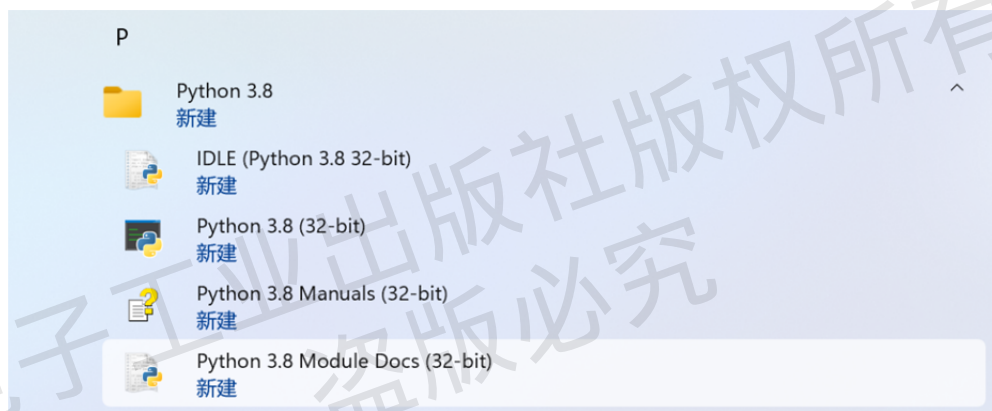 P
Python 3.8
新建
IDLE (Python 3.8 32-bit)
新建
Python 3.8 (32-bit)
新建
Python 3.8 Manuals (32-bit)
新建
Python 3.8 Module Docs (32-bit)
新建
子工业出版社版权所有
盗版必究